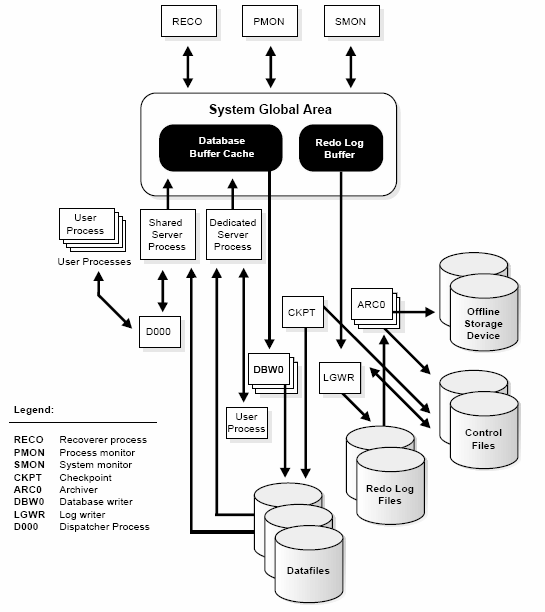 RECO
PMON
SMON
System Global Area
Database
Buffer Cache
Redo Log
Buffer
User
Process
User Processes
Shared
Server
Process
Dedicated
Server
Process
D000
CKPT
ARC0
Offline
Storage
Device
DBW0
LGWR
User
Process
Control
Files
Redo Log
Files
Datafiles
Legend:
RECO Recoverer process
PMON Process monitor
SMON System monitor
CKPT Checkpoint
ARC0 Archiver
DBW0 Database writer
LGWR Log writer
D000 Dispatcher Process